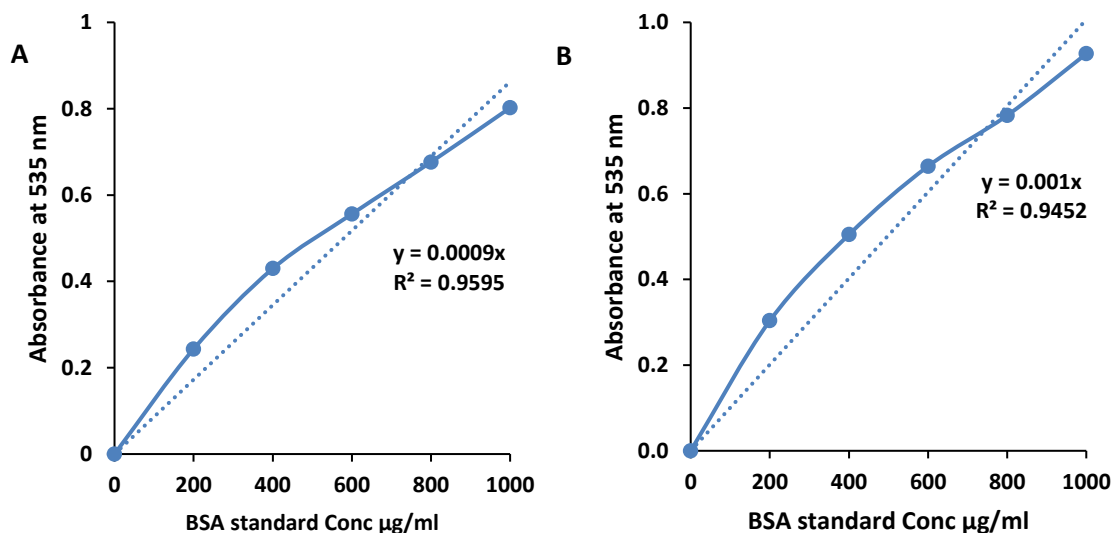 A
1
0.8
0.6
0.4
0.2
0
Absorbance at 535 nm
y = 0.0009x
R² = 0.9595
0 200 400 600 800 1000
BSA standard Conc µg/ml
B
1.0
0.8
0.6
0.4
0.2
0.0
Absorbance at 535 nm
y = 0.001x
R² = 0.9452
0 200 400 600 800 1000
BSA standard Conc µg/ml